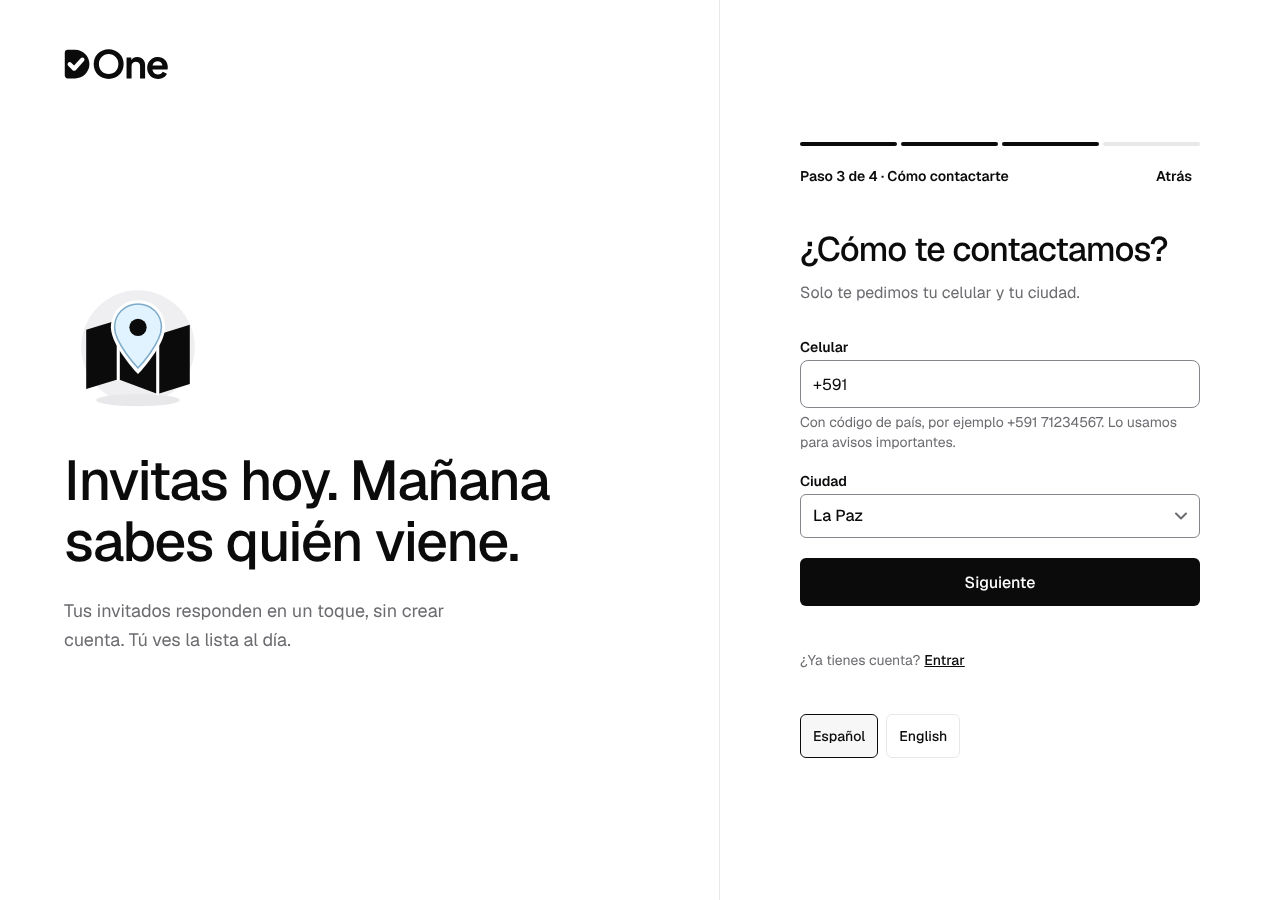 One
Invitas hoy. Mañana
sabes quién viene.
Tus invitados responden en un toque, sin crear
cuenta. Tú ves la lista al día.
Paso 3 de 4 · Cómo contactarte
Atrás
¿Cómo te contactamos?
Solo te pedimos tu celular y tu ciudad.
Celular
+591
Con código de país, por ejemplo +591 71234567. Lo usamos
para avisos importantes.
Ciudad
La Paz
Siguiente
¿Ya tienes cuenta? Entrar
Español
English